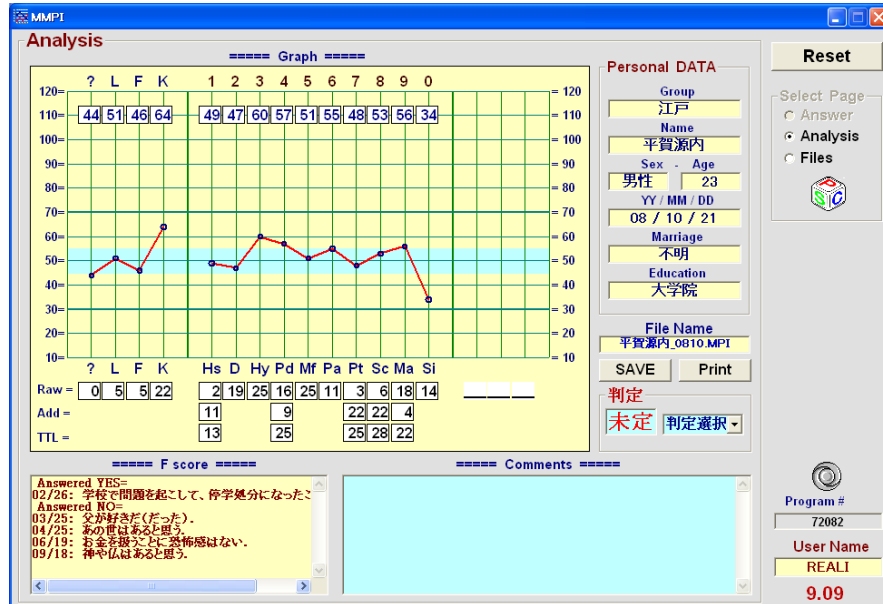 MMPI
Analysis
===== Graph =====
? L F K 1 2 3 4 5 6 7 8 9 0
120= = 120
110= 44 51 46 64 49 47 60 57 51 55 48 53 56 34 = 110
100= = 100
90= = 90
80= = 80
70= = 70
60= = 60
50= = 50
40= = 40
30= = 30
20= = 20
10= = 10
? L F K Hs D Hy Pd Mf Pa Pt Sc Ma Si
Raw = 0 5 5 22 2 19 25 16 25 11 3 6 18 14
Add = 11 9 22 22 4
TTL = 13 25 25 28 22
===== F score =====
Answered YES=
02/26: 学校で問題を起こして、停学処分になったこ
Answered NO=
03/25: 父が好きだ(だった).
04/25: あの世はあると思う.
06/19: お金を扱うことに恐怖感はない.
09/18: 神や仏はあると思う.
===== Comments =====
Personal DATA
Group
江戸
Name
平賀源内
Sex - Age
男性 23
YY / MM / DD
08 / 10 / 21
Marriage
不明
Education
大学院
File Name
平賀源内_0810.MPI
SAVE Print
判定
未定 判定選択
Reset
Select Page
Answer
Analysis
Files
P S C
Program #
72082
User Name
REALI
9.09